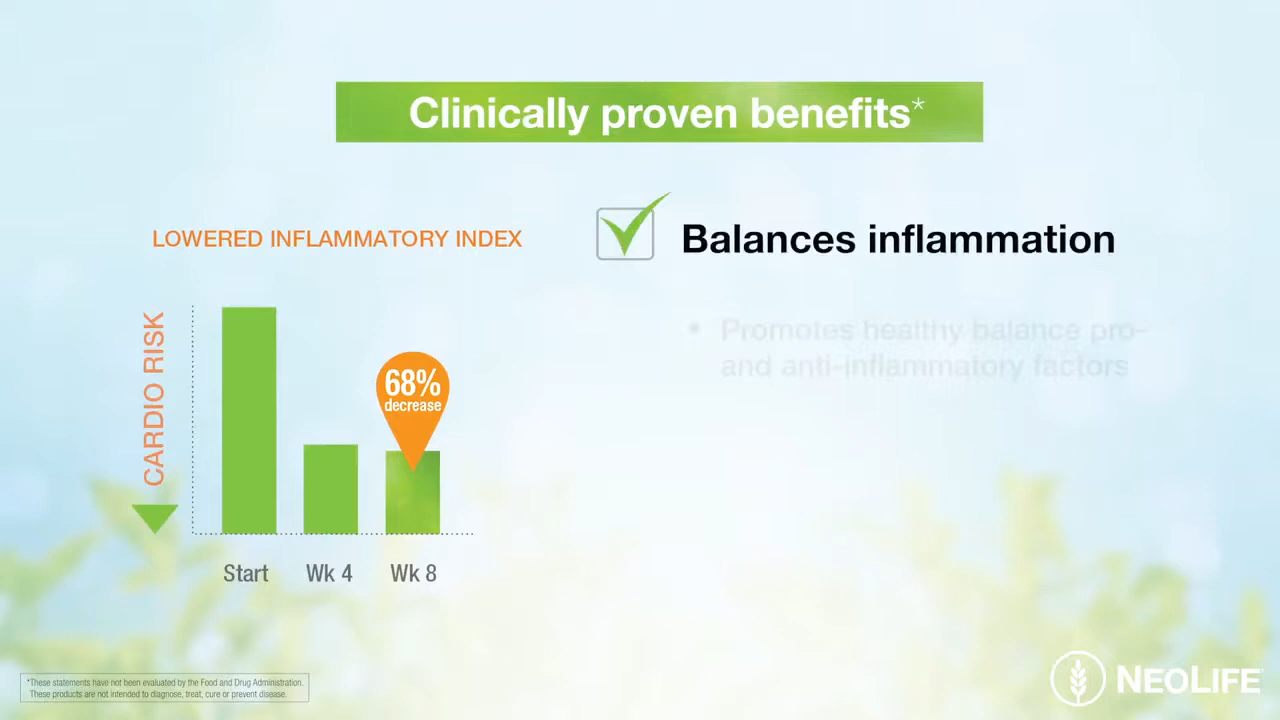 Clinically proven benefits*
LOWERED INFLAMMATORY INDEX
CARDIO RISK
68%
decrease
Start Wk 4 Wk 8
Balances inflammation
• Promotes healthy balance pro-
and anti-inflammatory factors
*These statements have not been evaluated by the Food and Drug Administration.
These products are not intended to diagnose, treat, cure or prevent disease.
NEOLIFE